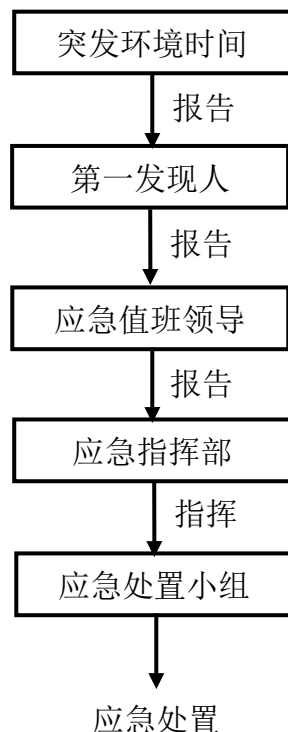 突发环境时间
报告
第一发现人
报告
应急值班领导
报告
应急指挥部
指挥
应急处置小组
应急处置